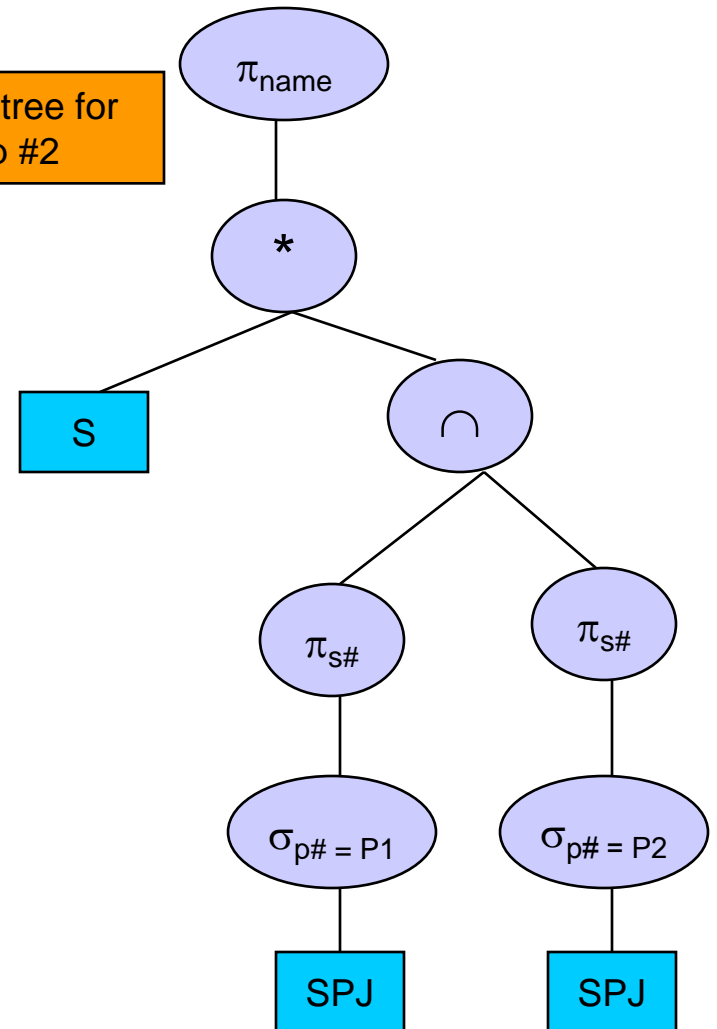 πname
tree for
#2
*
S
∩
πs#
πs#
σp# = P1
σp# = P2
SPJ
SPJ